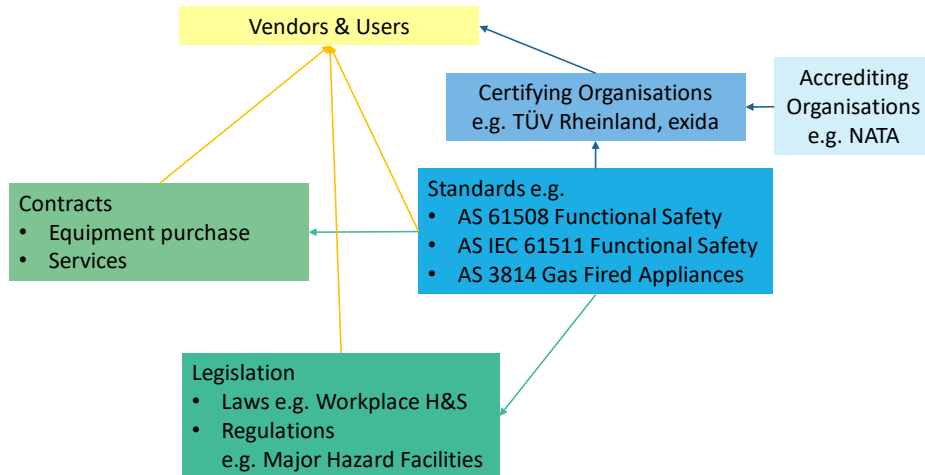 Vendors & Users
Certifying Organisations
e.g. TÜV Rheinland, exida
Accrediting
Organisations
e.g. NATA
Contracts
• Equipment purchase
• Services
Standards e.g.
• AS 61508 Functional Safety
• AS IEC 61511 Functional Safety
• AS 3814 Gas Fired Appliances
Legislation
• Laws e.g. Workplace H&S
• Regulations
e.g. Major Hazard Facilities